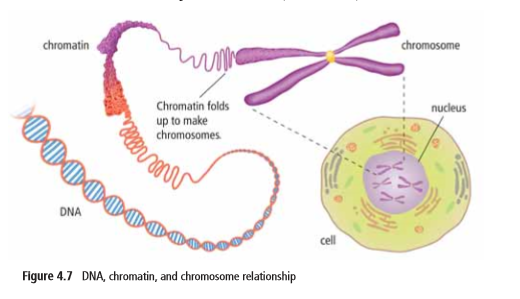 chromatin
chromosome
Chromatin folds
up to make
chromosomes.
nucleus
DNA
cell
Figure 4.7 DNA, chromatin, and chromosome relationship